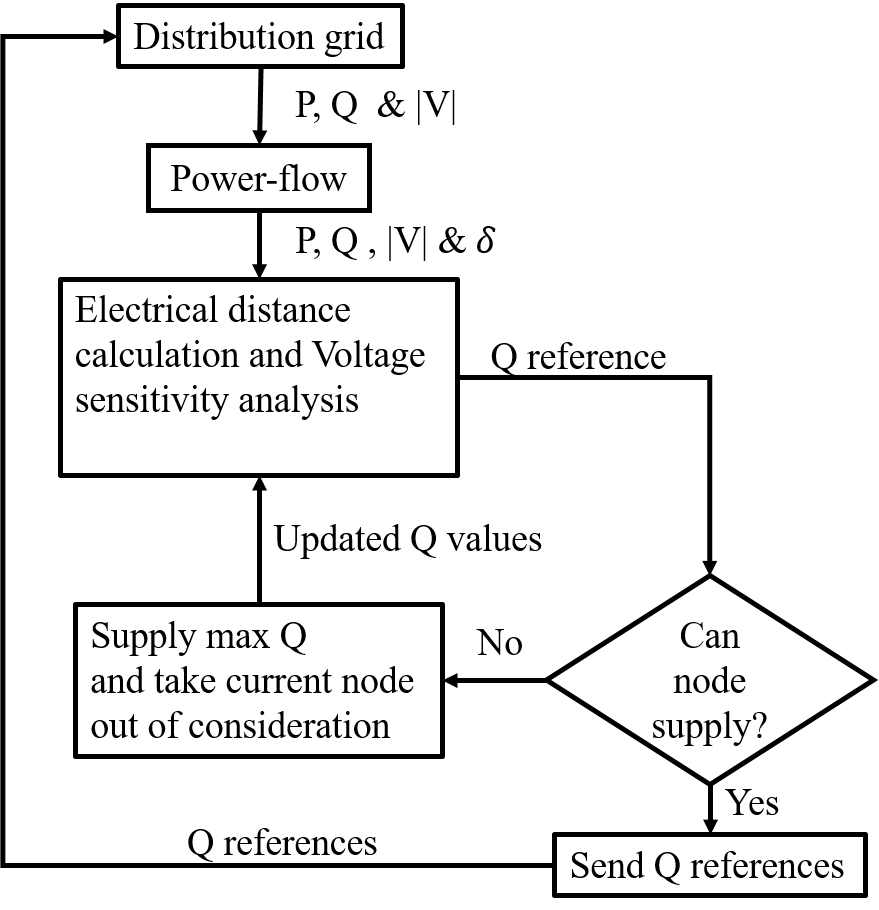 Distribution grid
P, Q & |V|
Power-flow
P, Q , |V| & δ
Electrical distance
calculation and Voltage
sensitivity analysis
Q reference
Updated Q values
Supply max Q
and take current node
out of consideration
No
Can
node
supply?
Yes
Q references
Send Q references